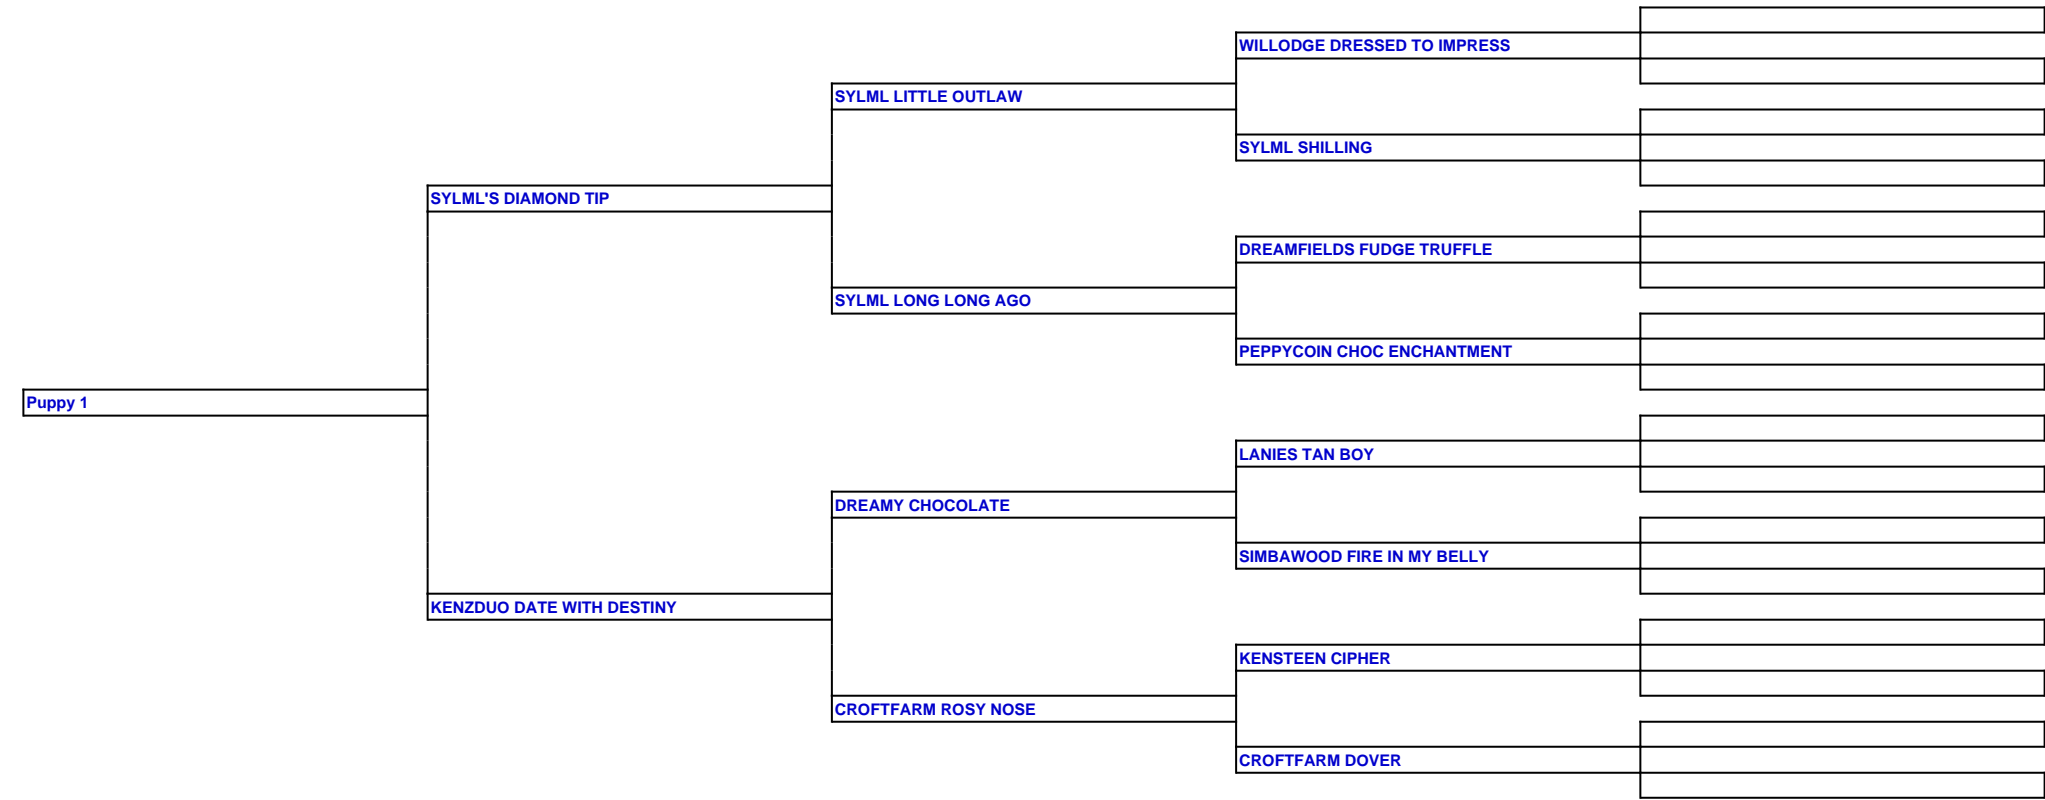 WILLODGE DRESSED TO IMPRESS
SYLML LITTLE OUTLAW
SYLML SHILLING
SYLML'S DIAMOND TIP
DREAMFIELDS FUDGE TRUFFLE
SYLML LONG LONG AGO
PEPPYCOIN CHOC ENCHANTMENT
Puppy 1
LANIES TAN BOY
DREAMY CHOCOLATE
SIMBAWOOD FIRE IN MY BELLY
KENZDUO DATE WITH DESTINY
KENSTEEN CIPHER
CROFTFARM ROSY NOSE
CROFTFARM DOVER